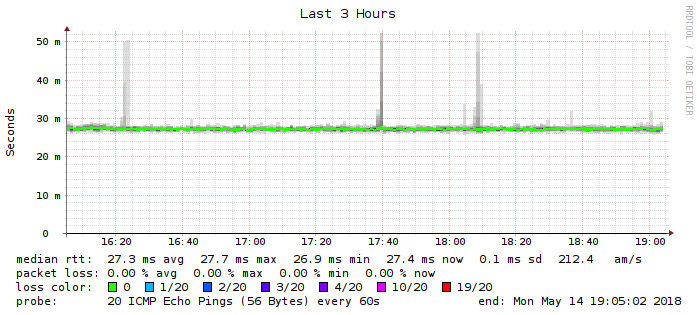 Last 3 Hours
RRDTOOL / TOBI OETIKER
Seconds
50 m
40 m
30 m
20 m
10 m
0
16:20 16:40 17:00 17:20 17:40 18:00 18:20 18:40 19:00
median rtt: 27.3 ms avg 27.7 ms max 26.9 ms min 27.4 ms now 0.1 ms sd 212.4 am/s
packet loss: 0.00 % avg 0.00 % max 0.00 % min 0.00 % now
loss color: 0 1/20 2/20 3/20 4/20 10/20 19/20
probe: 20 ICMP Echo Pings (56 Bytes) every 60s end: Mon May 14 19:05:02 2018